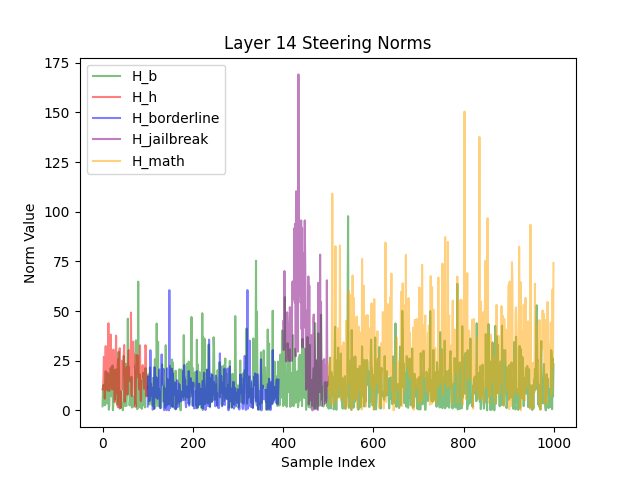 Layer 14 Steering Norms
175
150
125
100
75
50
25
0
Norm Value
H_b
H_h
H_borderline
H_jailbreak
H_math
0
200
400
600
800
1000
Sample Index